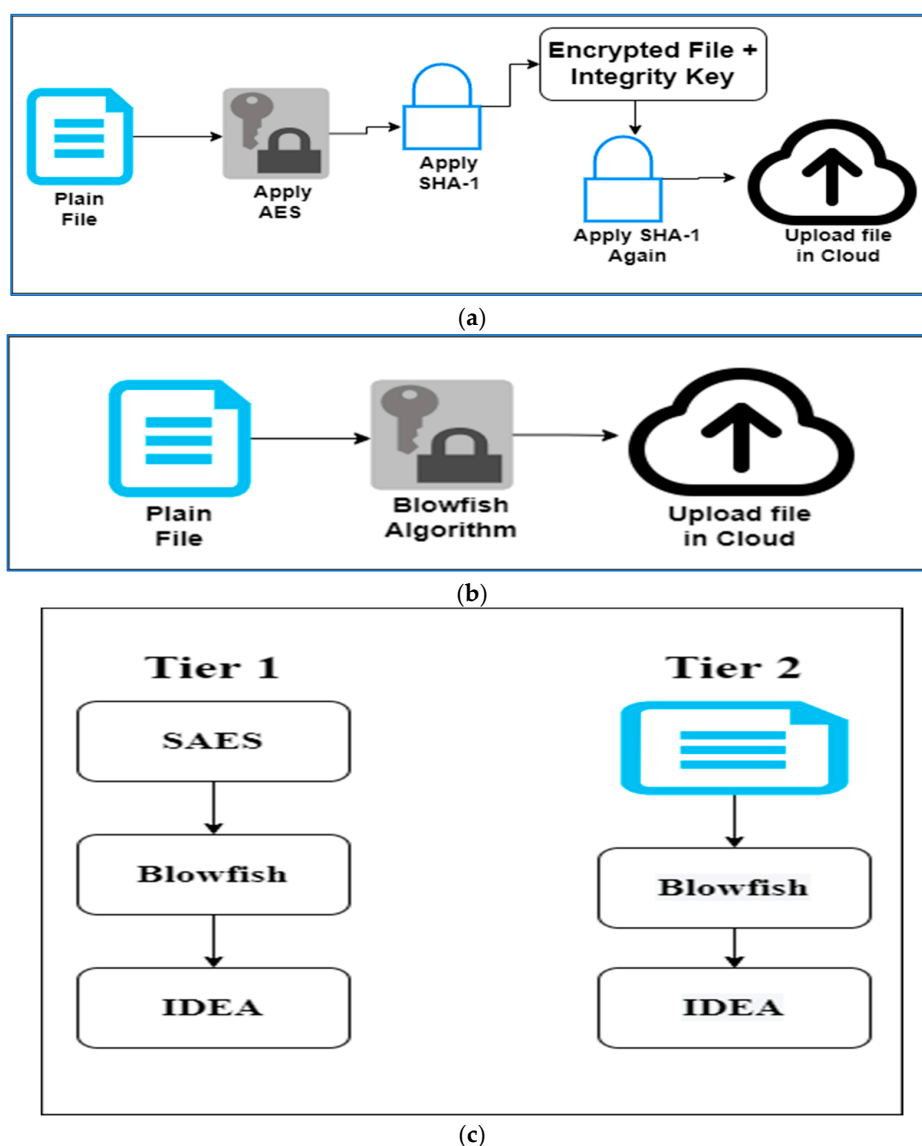 Encrypted File +
Integrity Key
Plain
File
Apply
AES
Apply
SHA-1
Apply SHA-1
Again
Upload file
in Cloud
(a)
Plain
File
Blowfish
Algorithm
Upload file
in Cloud
(b)
Tier 1
SAES
Blowfish
IDEA
Tier 2
Blowfish
IDEA
(c)